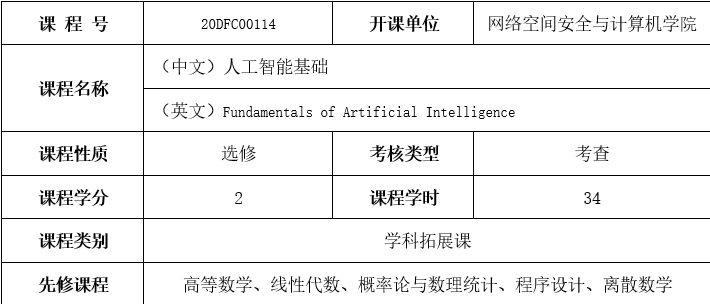 课 程 号 20DFC00114 开课单位 网络空间安全与计算机学院
课程名称
（中文）人工智能基础
（英文）Fundamentals of Artificial Intelligence
课程性质 选修 考核类型 考查
课程学分 2 课程学时 34
课程类别 学科拓展课
先修课程 高等数学、线性代数、概率论与数理统计、程序设计、离散数学